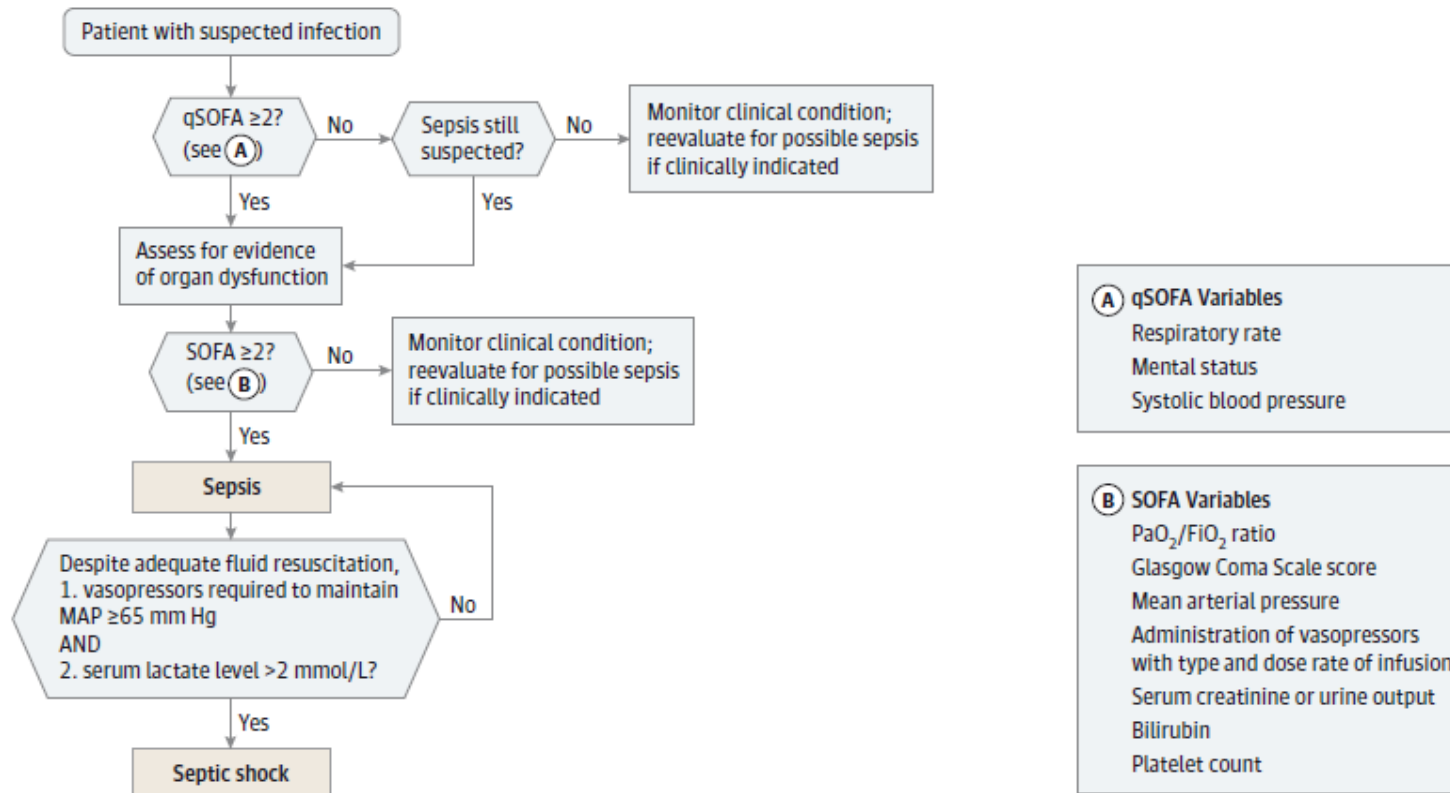 Patient with suspected infection
qSOFA ≥2?
(see A)
No
Sepsis still
suspected?
No
Monitor clinical condition;
reevaluate for possible sepsis
if clinically indicated
Yes
Yes
Assess for evidence
of organ dysfunction
SOFA ≥2?
(see B)
No
Monitor clinical condition;
reevaluate for possible sepsis
if clinically indicated
Yes
Sepsis
Despite adequate fluid resuscitation,
1. vasopressors required to maintain
MAP ≥65 mm Hg
AND
2. serum lactate level >2 mmol/L?
No
Yes
Septic shock
A qSOFA Variables
Respiratory rate
Mental status
Systolic blood pressure
B SOFA Variables
PaO2/FiO2 ratio
Glasgow Coma Scale score
Mean arterial pressure
Administration of vasopressors
with type and dose rate of infusion
Serum creatinine or urine output
Bilirubin
Platelet count